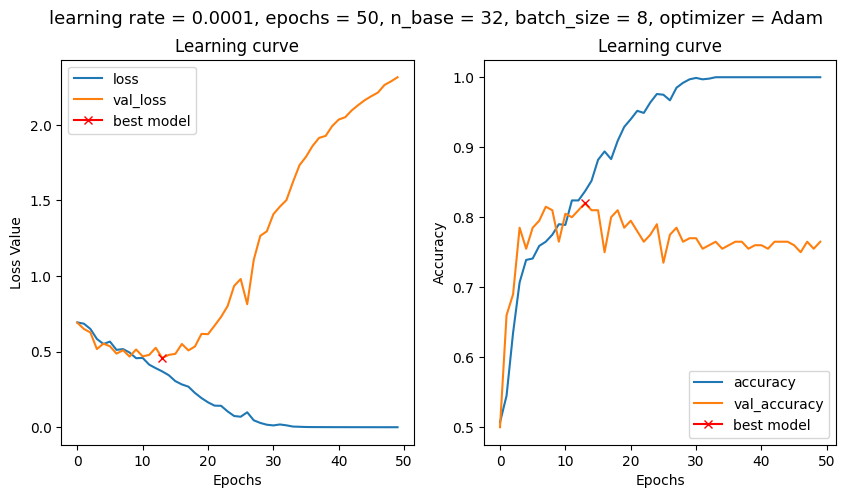 learning rate = 0.0001, epochs = 50, n_base = 32, batch_size = 8, optimizer = Adam
Learning curve
loss
val_loss
best model
Loss Value
2.0
1.5
1.0
0.5
0.0
0 10 20 30 40 50
Epochs
Learning curve
Accuracy
1.0
0.9
0.8
0.7
0.6
0.5
accuracy
val_accuracy
best model
0 10 20 30 40 50
Epochs